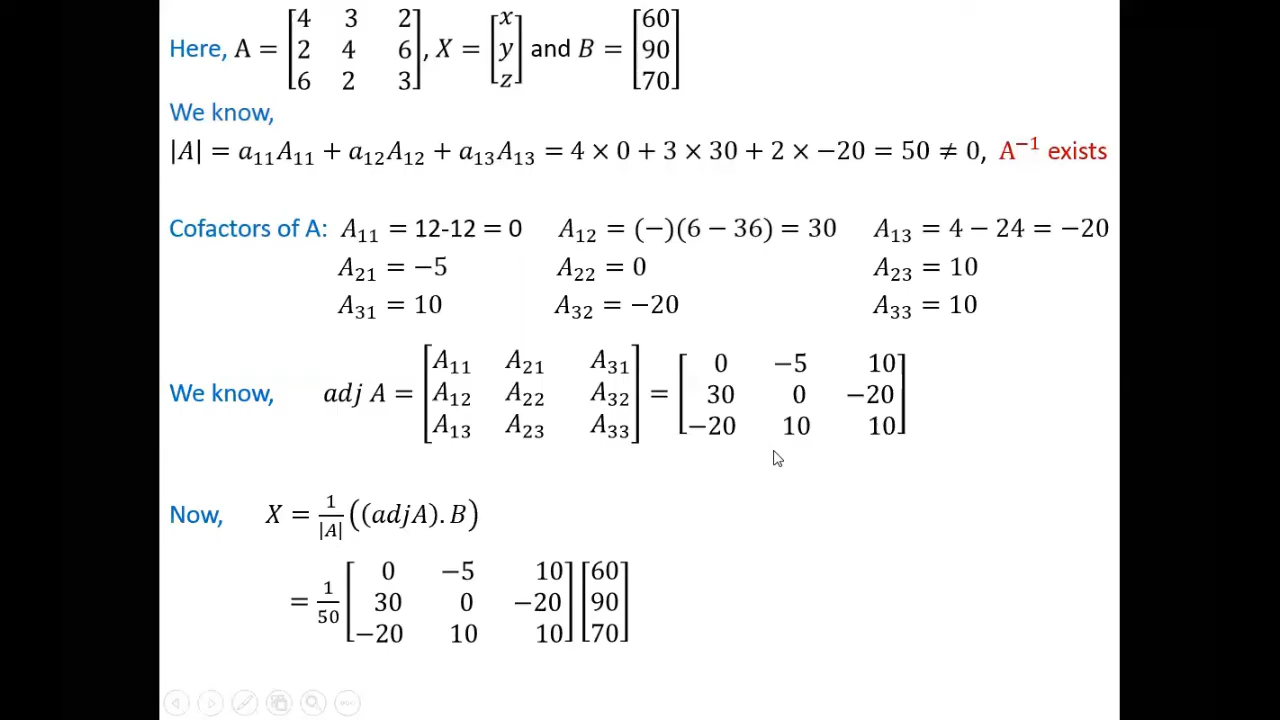 Here, A = [4 3 2; 2 4 6; 6 2 3], X = [x; y; z] and B = [60; 90; 70]
We know,
|A| = a₁₁A₁₁ + a₁₂A₁₂ + a₁₃A₁₃ = 4 × 0 + 3 × 30 + 2 × −20 = 50 ≠ 0, A⁻¹ exists
Cofactors of A: A₁₁ = 12-12 = 0 A₁₂ = (−)(6 − 36) = 30 A₁₃ = 4 − 24 = −20
A₂₁ = −5 A₂₂ = 0 A₂₃ = 10
A₃₁ = 10 A₃₂ = −20 A₃₃ = 10
We know, adj A = [A₁₁ A₂₁ A₃₁; A₁₂ A₂₂ A₃₂; A₁₃ A₂₃ A₃₃] = [0 −5 10; 30 0 −20; −20 10 10]
Now, X = 1/|A| ((adjA). B)
= 1/50 [0 −5 10; 30 0 −20; −20 10 10] [60; 90; 70]